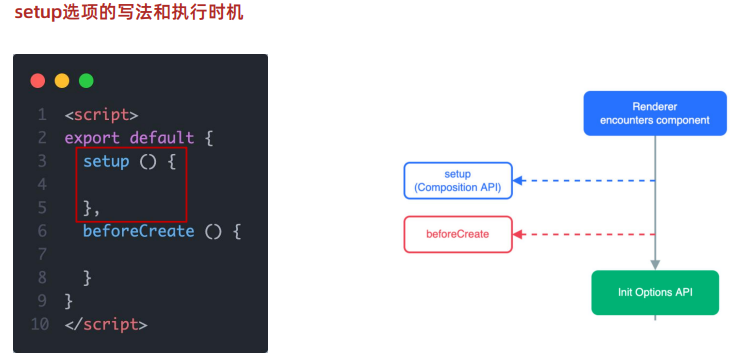 setup选项的写法和执行时机
1 <script>
2 export default {
3 setup () {
4
5 },
6 beforeCreate () {
7
8 }
9 }
10 </script>
Renderer
encounters component
setup
(Composition API)
beforeCreate
Init Options API